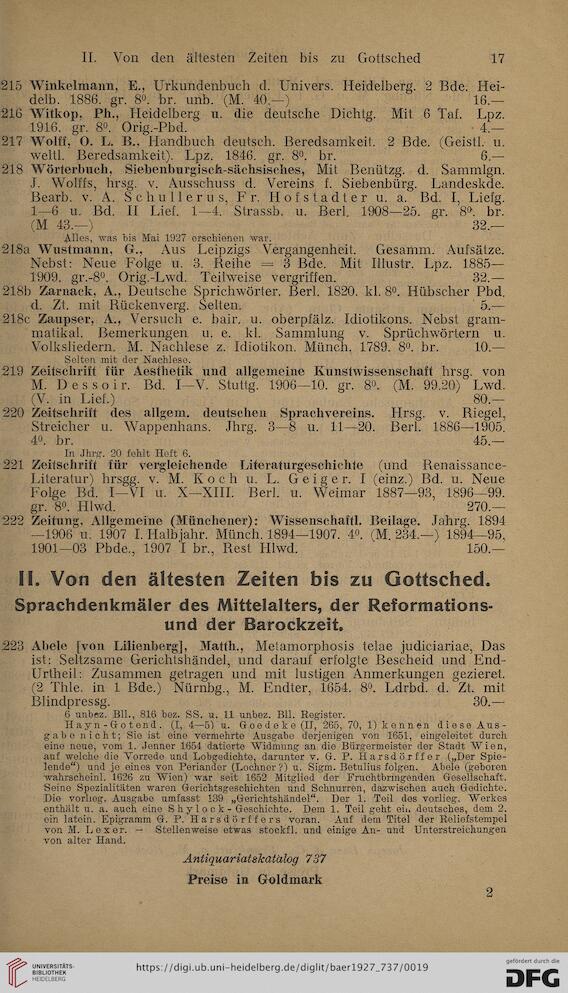 II. Von den ältesten Zeiten bis zu Gottsched 17
215 Winkelmann, E., Urkundenbuch d. Univers. Heidelberg. 2 Bde. Hei-
delb. 1886. gr. 8⁰. br. unb. (M. 40.—) 16.—
216 Witkop, Ph., Heidelberg u. die deutsche Dichtg. Mit 6 Taf. Lpz.
1916. gr. 8⁰. Orig.-Pbd. 4.—
217 Wolff, O. L. B., Handbuch deutsch. Beredsamkeit. 2 Bde. (Geistl. u.
weltl. Beredsamkeit). Lpz. 1846. gr. 8⁰. br. 6.—
218 Wörterbuch, Siebenburgisch-sächsisches, Mit Benützg. d. Sammlgn.
J. Wolffs, hrsg. v. Ausschuss d. Vereins f. Siebenbürg. Landeskde.
Bearb. v. A. Schullerus, Fr. Hofstadter u. a. Bd. I, Liefg.
1—6 u. Bd. II Lief. 1—4. Strassb. u. Berl. 1908—25. gr. 8⁰. br.
(M 43.—) 32.—
Alles, was bis Mai 1927 erschienen war.
218a Wustmann, G., Aus Leipzigs Vergangenheit. Gesamm. Aufsätze.
Nebst: Neue Folge u. 3. Reihe = 3 Bde. Mit Illustr. Lpz. 1885—
1909. gr.-8⁰. Orig.-Lwd. Teilweise vergriffen. 32.—
218b Zarnack, A., Deutsche Sprichwörter. Berl. 1820. kl. 8⁰. Hübscher Pbd.
d. Zt. mit Rückenverg. Selten. 5.—
218c Zaupser, A., Versuch e. bair. u. oberpfälz. Idiotikons. Nebst gram-
matikal. Bemerkungen u. e. kl. Sammlung v. Sprüchwörtern u.
Volksliedern. M. Nachlese z. Idiotikon. Münch. 1789. 8⁰. br. 10.—
Selten mit der Nachlese.
219 Zeitschrift für Aesthetik und allgemeine Kunstwissenschaft hrsg. von
M. Dessoir. Bd. I—V. Stuttg. 1906—10. gr. 8⁰. (M. 99.20) Lwd.
(V. in Lief.) 80.—
220 Zeitschrift des allgem. deutschen Sprachvereins. Hrsg. v. Riegel,
Streicher u. Wappenhans. Jhrg. 3—8 u. 11—20. Berl. 1886—1905.
4⁰. br. 45.—
In Jhrg. 20 fehlt Heft 6.
221 Zeitschrift für vergleichende Literaturgeschichte (und Renaissance-
Literatur) hrsgg. v. M. Koch u. L. Geiger. I (einz.) Bd. u. Neue
Folge Bd. I—VI u. X—XIII. Berl. u. Weimar 1887—93, 1896—99.
gr. 8⁰. Hlwd. 270.—
222 Zeitung, Allgemeine (Münchener): Wissenschaftl. Beilage. Jahrg. 1894
—1906 u. 1907 I. Halbjahr. Münch. 1894—1907. 4⁰. (M. 234.—) 1894—95,
1901—03 Pbde., 1907 I br., Rest Hlwd. 150.—
II. Von den ältesten Zeiten bis zu Gottsched.
Sprachdenkmäler des Mittelalters, der Reformations-
und der Barockzeit.
223 Abele [von Lilienberg], Matth., Metamorphosis telae judiciariae, Das
ist: Seltzsame Gerichtshändel, und darauf erfolgte Bescheid und End-
Urtheil: Zusammen getragen und mit lustigen Anmerkungen gezieret.
(2 Thle. in 1 Bde.) Nürnbg., M. Endter, 1654. 8⁰. Ldrbd. d. Zt. mit
Blindpressg. 30.—
6 unbez. Bll., 816 bez. SS. u. 11 unbez. Bll. Register.
Hayn-Gotend. (I, 4—5) u. Goedeke (II, 265, 70, 1) kennen diese Aus-
gabe nicht; Sie ist eine vermehrte Ausgabe derjenigen von 1651, eingeleitet durch
eine neue, vom 1. Jenner 1654 datierte Widmung an die Bürgermeister der Stadt Wien,
auf welche die Vorrede und Lobgedichte, darunter v. G. P. Harsdörffer („Der Spie-
lende“) und je eines von Periander (Lochner?) u. Sigm. Betulius folgen. Abele (geboren
wahrscheinl. 1626 zu Wien) war seit 1652 Mitglied der Fruchtbringenden Gesellschaft.
Seine Spezialitäten waren Gerichtsgeschichten und Schnurren, dazwischen auch Gedichte.
Die vorlieg. Ausgabe umfasst 139 „Gerichtshändel“. Der 1. Teil des vorlieg. Werkes
enthält u. a. auch eine Shylock-Geschichte. Dem 1. Teil geht ein deutsches, dem 2.
ein latein. Epigramm G. P. Harsdörffers voran. Auf dem Titel der Reliefstempel
von M. Lexer. — Stellenweise etwas stockfl. und einige An- und Unterstreichungen
von alter Hand.
Antiquariatskatalog 737
Preise in Goldmark
2
UNIVERSITÄTS-
BIBLIOTHEK
HEIDELBERG
https://digi.ub.uni-heidelberg.de/diglit/baer1927_737/0019
gefördert durch die
DFG